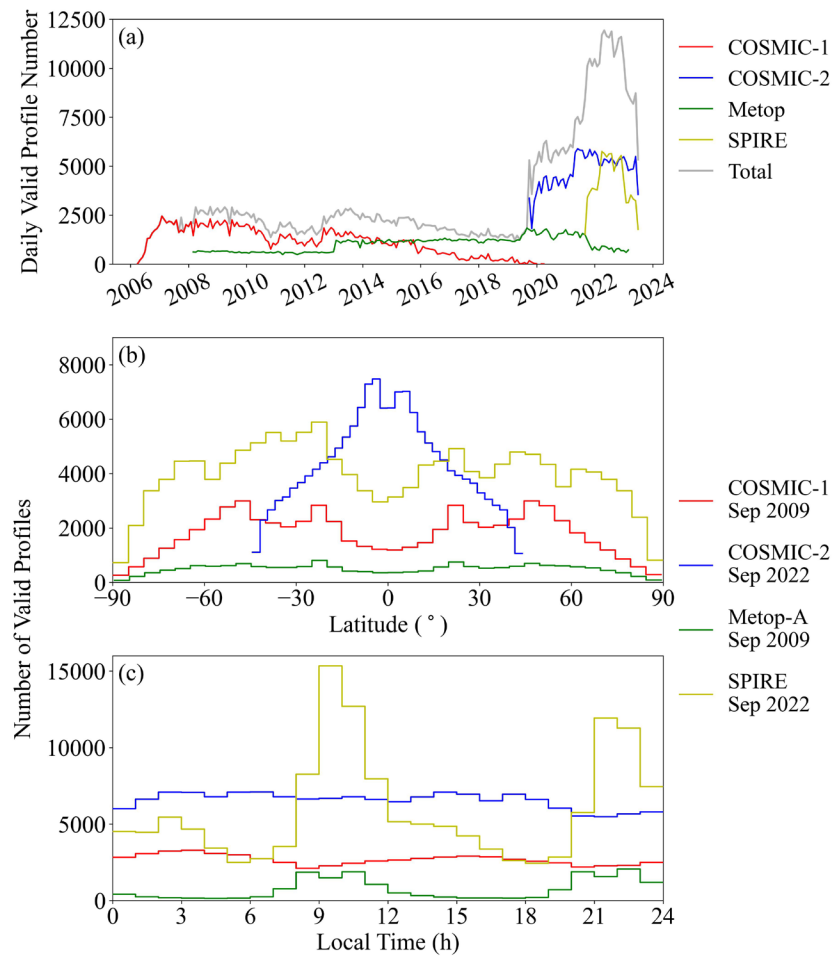 (a)
Daily Valid Profile Number
12500
10000
7500
5000
2500
0
2006 2008 2010 2012 2014 2016 2018 2020 2022 2024
COSMIC-1
COSMIC-2
Metop
SPIRE
Total
(b)
Number of Valid Profiles
8000
6000
4000
2000
0
−90 −60 −30 0 30 60 90
Latitude ( ° )
COSMIC-1
Sep 2009
COSMIC-2
Sep 2022
Metop-A
Sep 2009
SPIRE
Sep 2022
(c)
15000
10000
5000
0
0 3 6 9 12 15 18 21 24
Local Time (h)